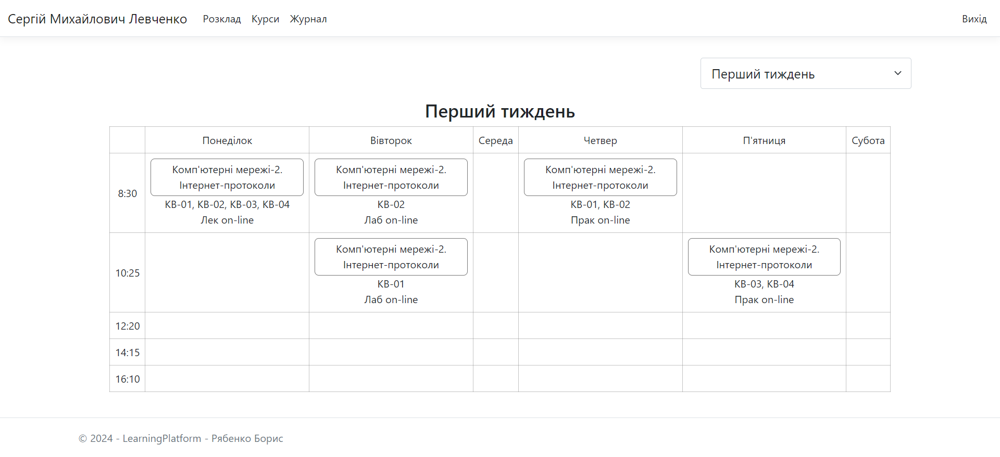 Сергій Михайлович Левченко Розклад Курси Журнал Вихід
Перший тиждень
Перший тиждень
Понеділок Вівторок Середа Четвер П'ятниця Субота
8:30
Комп'ютерні мережі-2.
Інтернет-протоколи
КВ-01, КВ-02, КВ-03, КВ-04
Лек on-line
Комп'ютерні мережі-2.
Інтернет-протоколи
КВ-02
Лаб on-line
Комп'ютерні мережі-2.
Інтернет-протоколи
КВ-01, КВ-02
Прак on-line
10:25
Комп'ютерні мережі-2.
Інтернет-протоколи
КВ-01
Лаб on-line
Комп'ютерні мережі-2.
Інтернет-протоколи
КВ-03, КВ-04
Прак on-line
12:20
14:15
16:10
© 2024 - LearningPlatform - Рябенко Борис